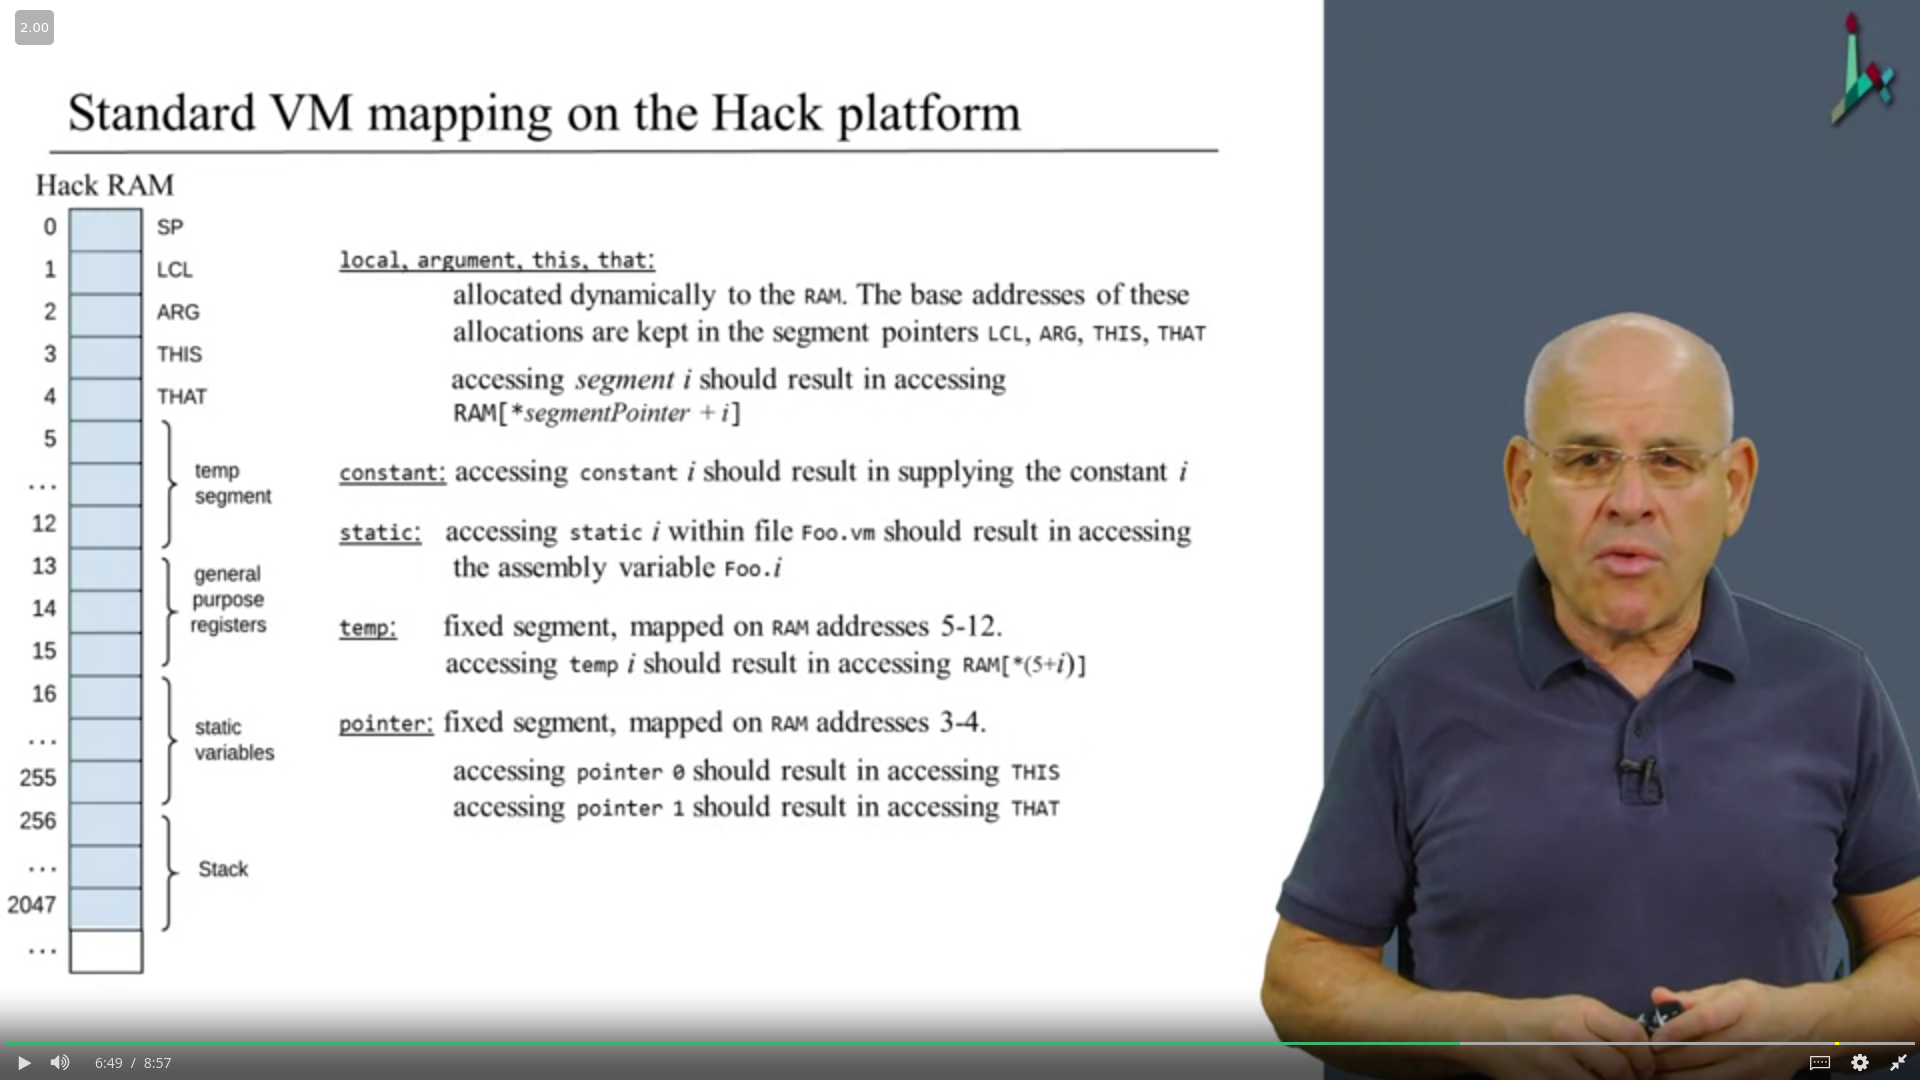 2.00
Standard VM mapping on the Hack platform
Hack RAM
0 SP
1 LCL
2 ARG
3 THIS
4 THAT
5
...
12
temp
segment
13
14
15
general
purpose
registers
16
...
255
static
variables
256
...
2047
Stack
...
local, argument, this, that:
allocated dynamically to the RAM. The base addresses of these
allocations are kept in the segment pointers LCL, ARG, THIS, THAT
accessing segment i should result in accessing
RAM[*segmentPointer + i]
constant: accessing constant i should result in supplying the constant i
static: accessing static i within file Foo.vm should result in accessing
the assembly variable Foo.i
temp: fixed segment, mapped on RAM addresses 5-12.
accessing temp i should result in accessing RAM[*(5+i)]
pointer: fixed segment, mapped on RAM addresses 3-4.
accessing pointer 0 should result in accessing THIS
accessing pointer 1 should result in accessing THAT
6:49 / 8:57